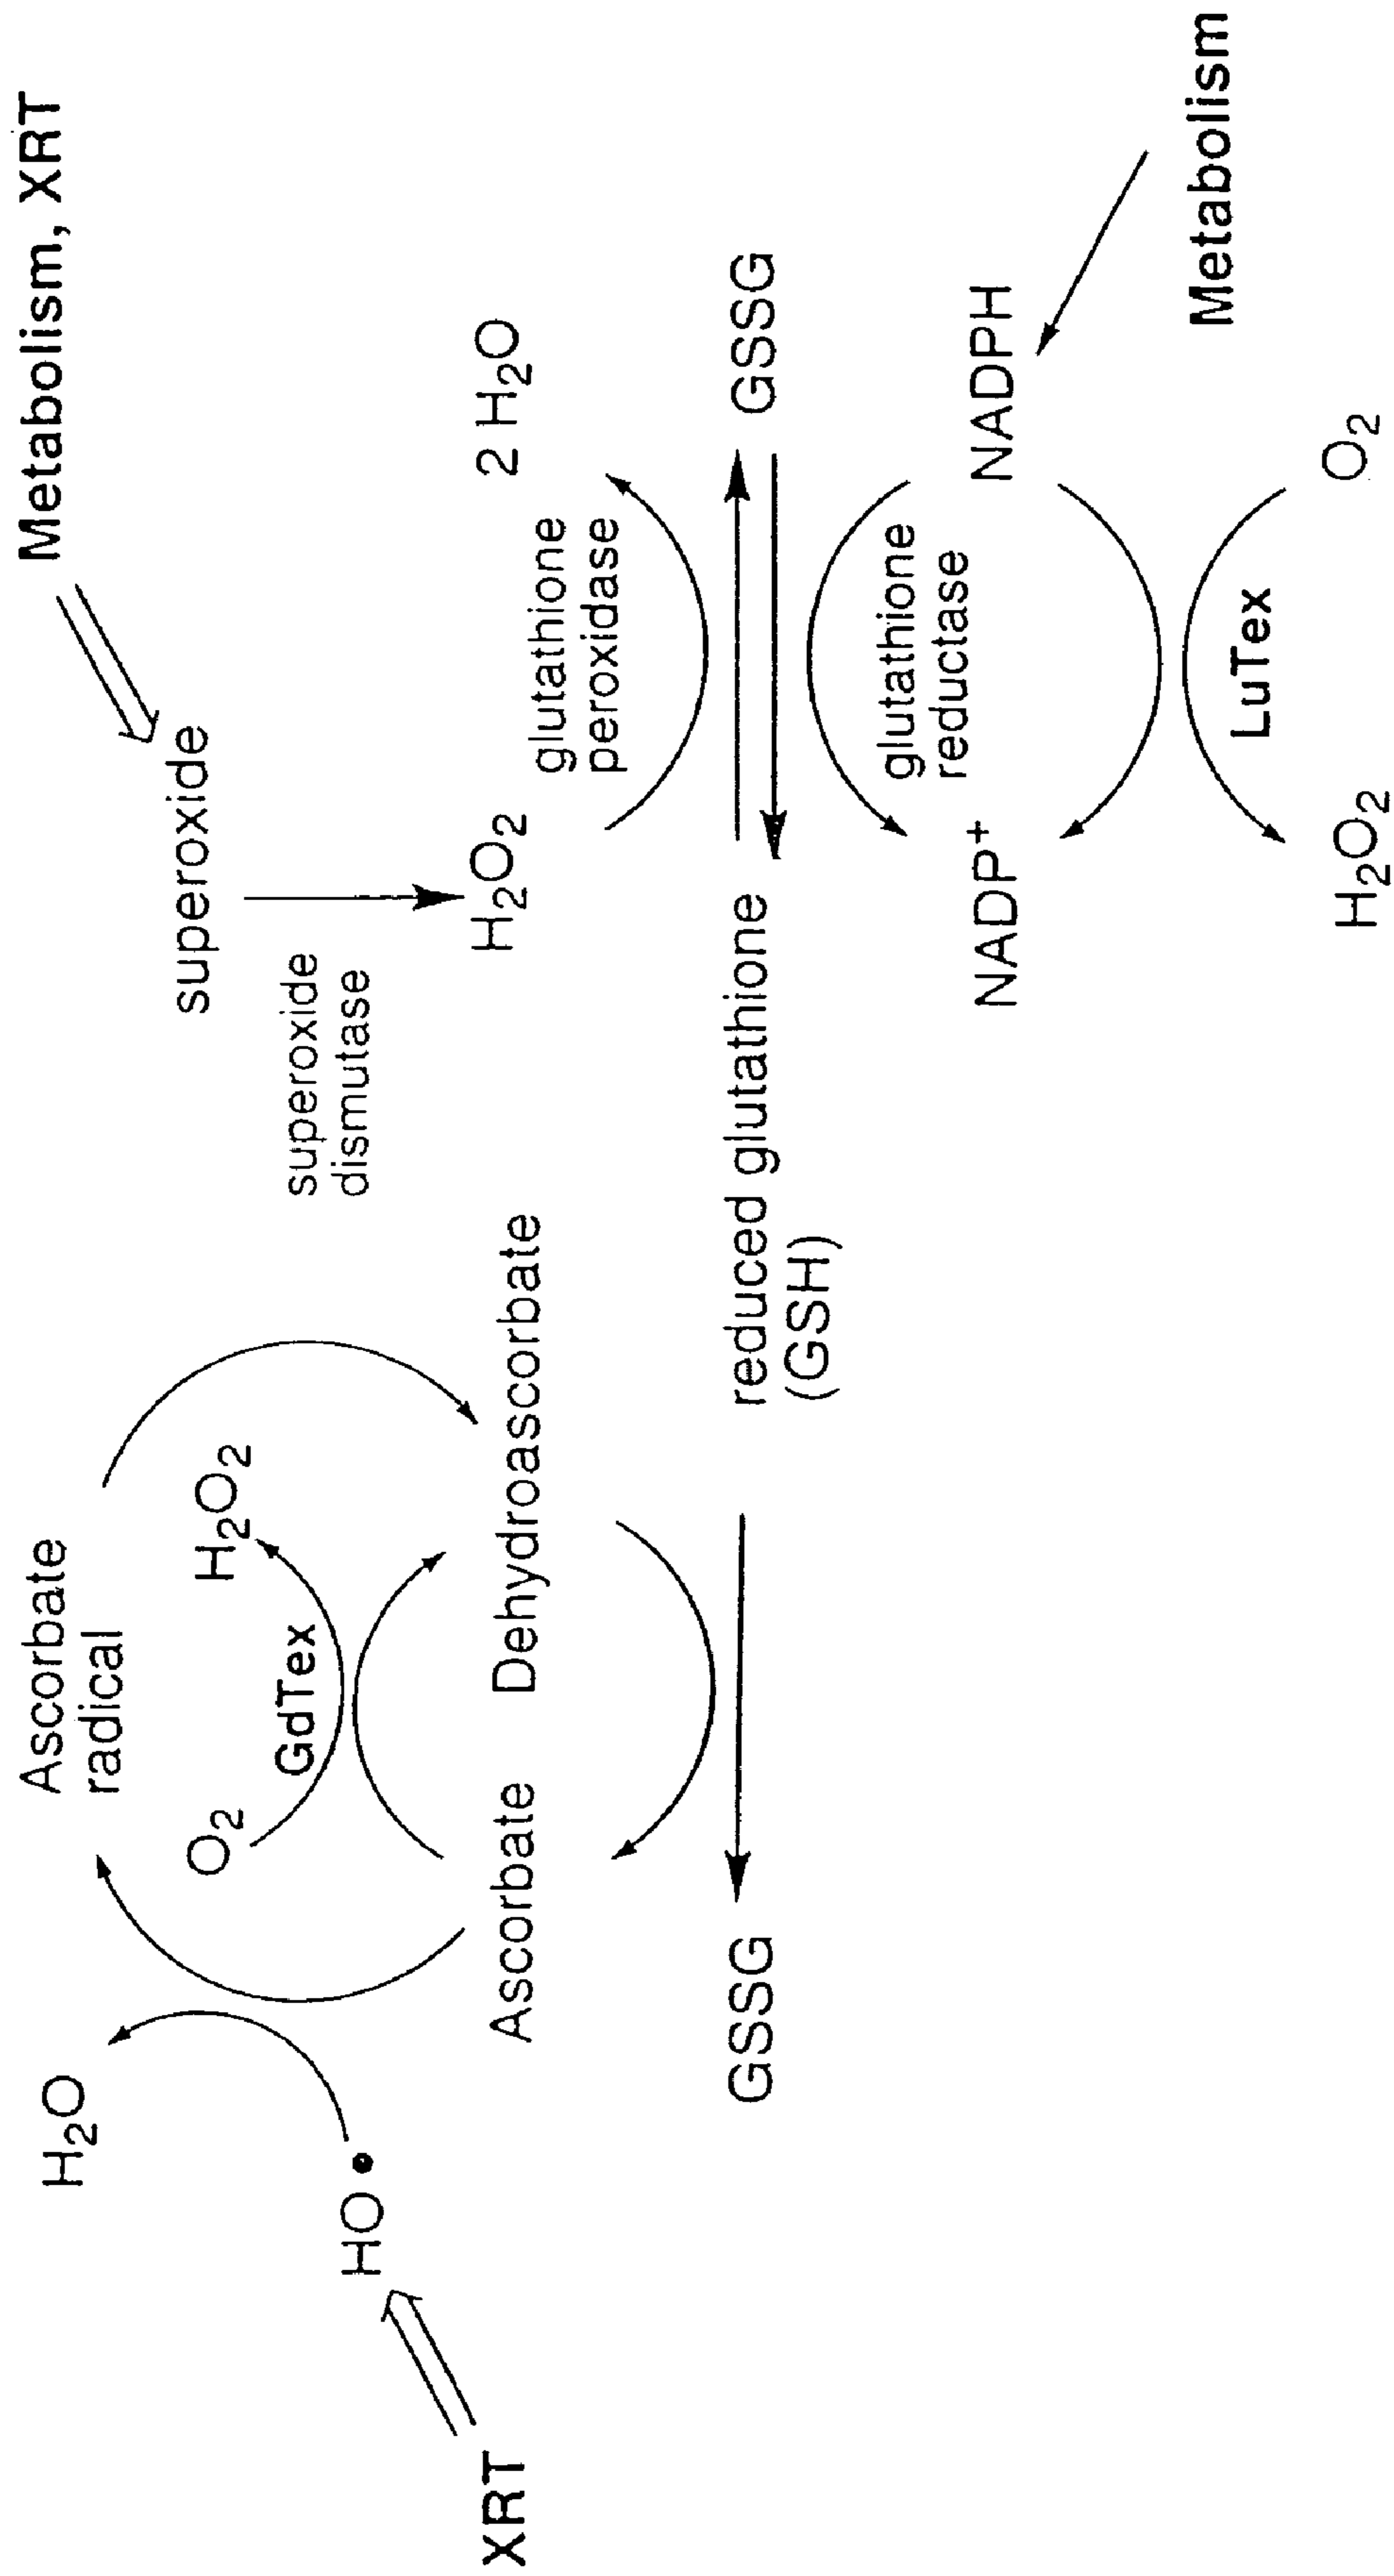 Metabolism, XRT
superoxide
superoxide
dismutase
H₂O₂
glutathione
peroxidase
2 H₂O
Ascorbate
radical
H₂O
O₂
H₂O₂
GdTex
HO•
XRT
Ascorbate
Dehydroascorbate
GSSG
reduced glutathione
(GSH)
GSSG
glutathione
reductase
NADP⁺
NADPH
Metabolism
LuTex
H₂O₂
O₂